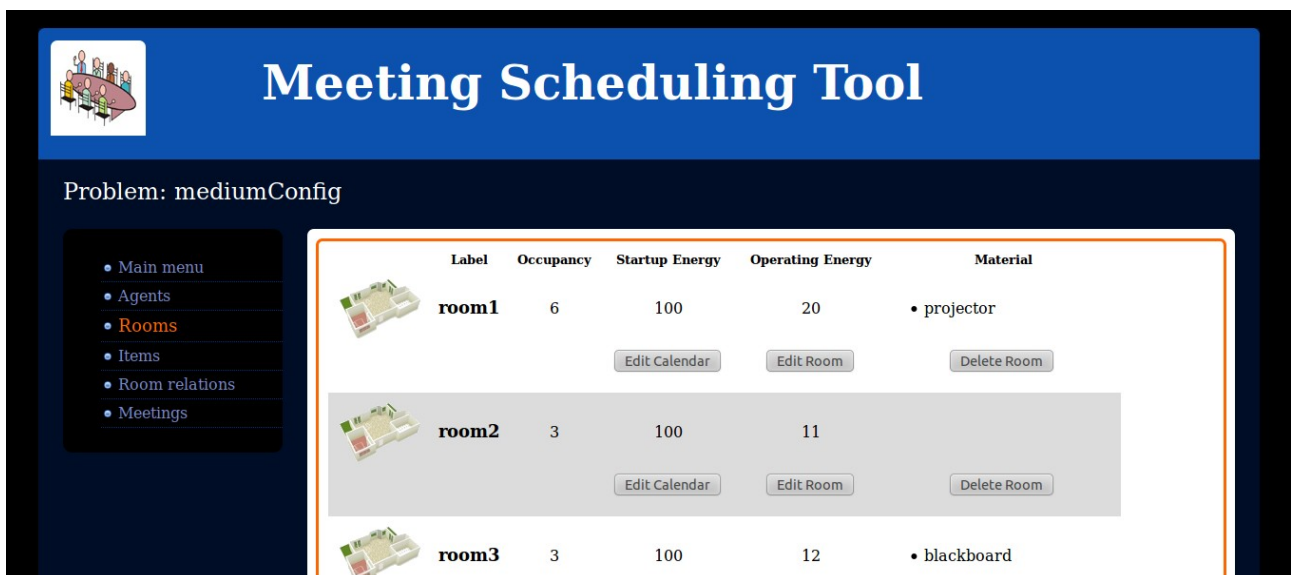 Meeting Scheduling Tool
Problem: mediumConfig
Main menu
Agents
Rooms
Items
Room relations
Meetings
Label Occupancy Startup Energy Operating Energy Material
room1 6 100 20 • projector
Edit Calendar Edit Room Delete Room
room2 3 100 11
Edit Calendar Edit Room Delete Room
room3 3 100 12 • blackboard